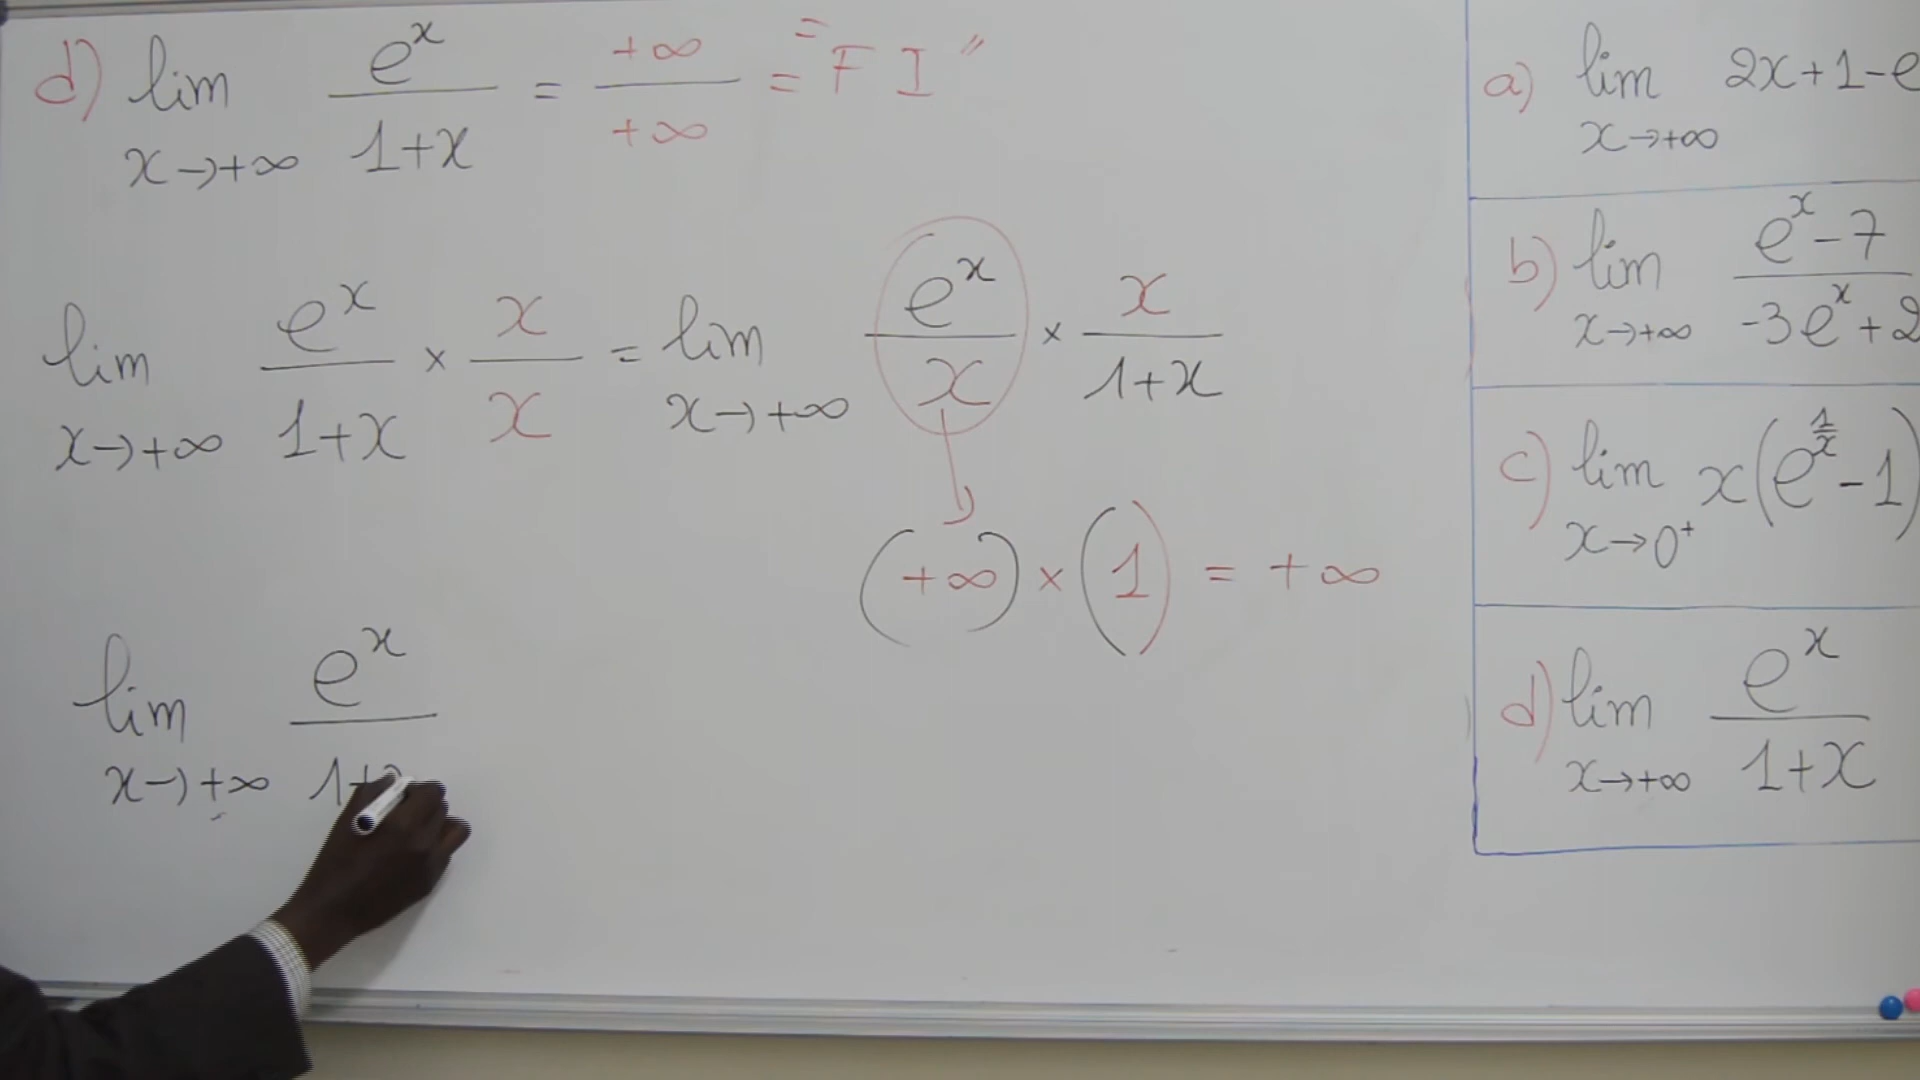 d) lim x→+∞ e^x / 1+x = +∞ / +∞ = "F I"
lim x→+∞ e^x / 1+x × x / x = lim x→+∞ e^x / x × x / 1+x
(+∞) × (1) = +∞
lim x→+∞ e^x / 1+x
a) lim x→+∞ 2x+1-e
b) lim x→+∞ e^x-7 / -3e^x+2
c) lim x→0+ x(e^1/x-1)
d) lim x→+∞ e^x / 1+x